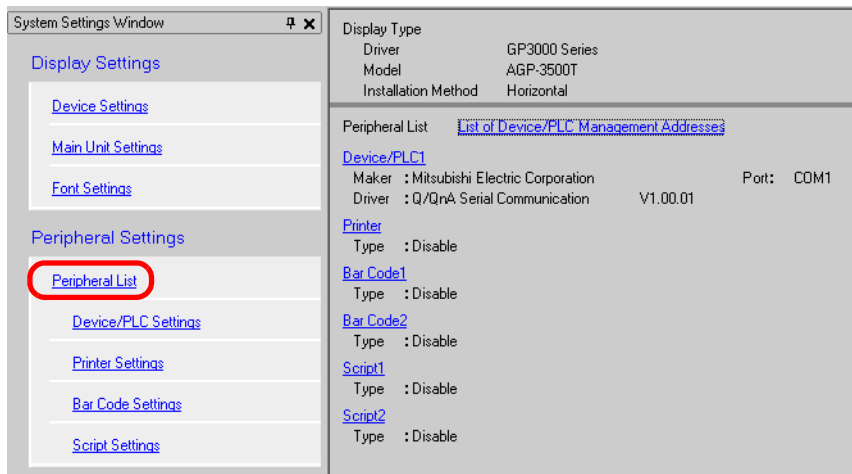 System Settings Window
Display Settings
Device Settings
Main Unit Settings
Font Settings
Peripheral Settings
Peripheral List
Device/PLC Settings
Printer Settings
Bar Code Settings
Script Settings
Display Type
Driver GP3000 Series
Model AGP-3500T
Installation Method Horizontal
Peripheral List List of Device/PLC Management Addresses
Device/PLC1
Maker : Mitsubishi Electric Corporation Port: COM1
Driver : Q/QnA Serial Communication V1.00.01
Printer
Type : Disable
Bar Code1
Type : Disable
Bar Code2
Type : Disable
Script1
Type : Disable
Script2
Type : Disable